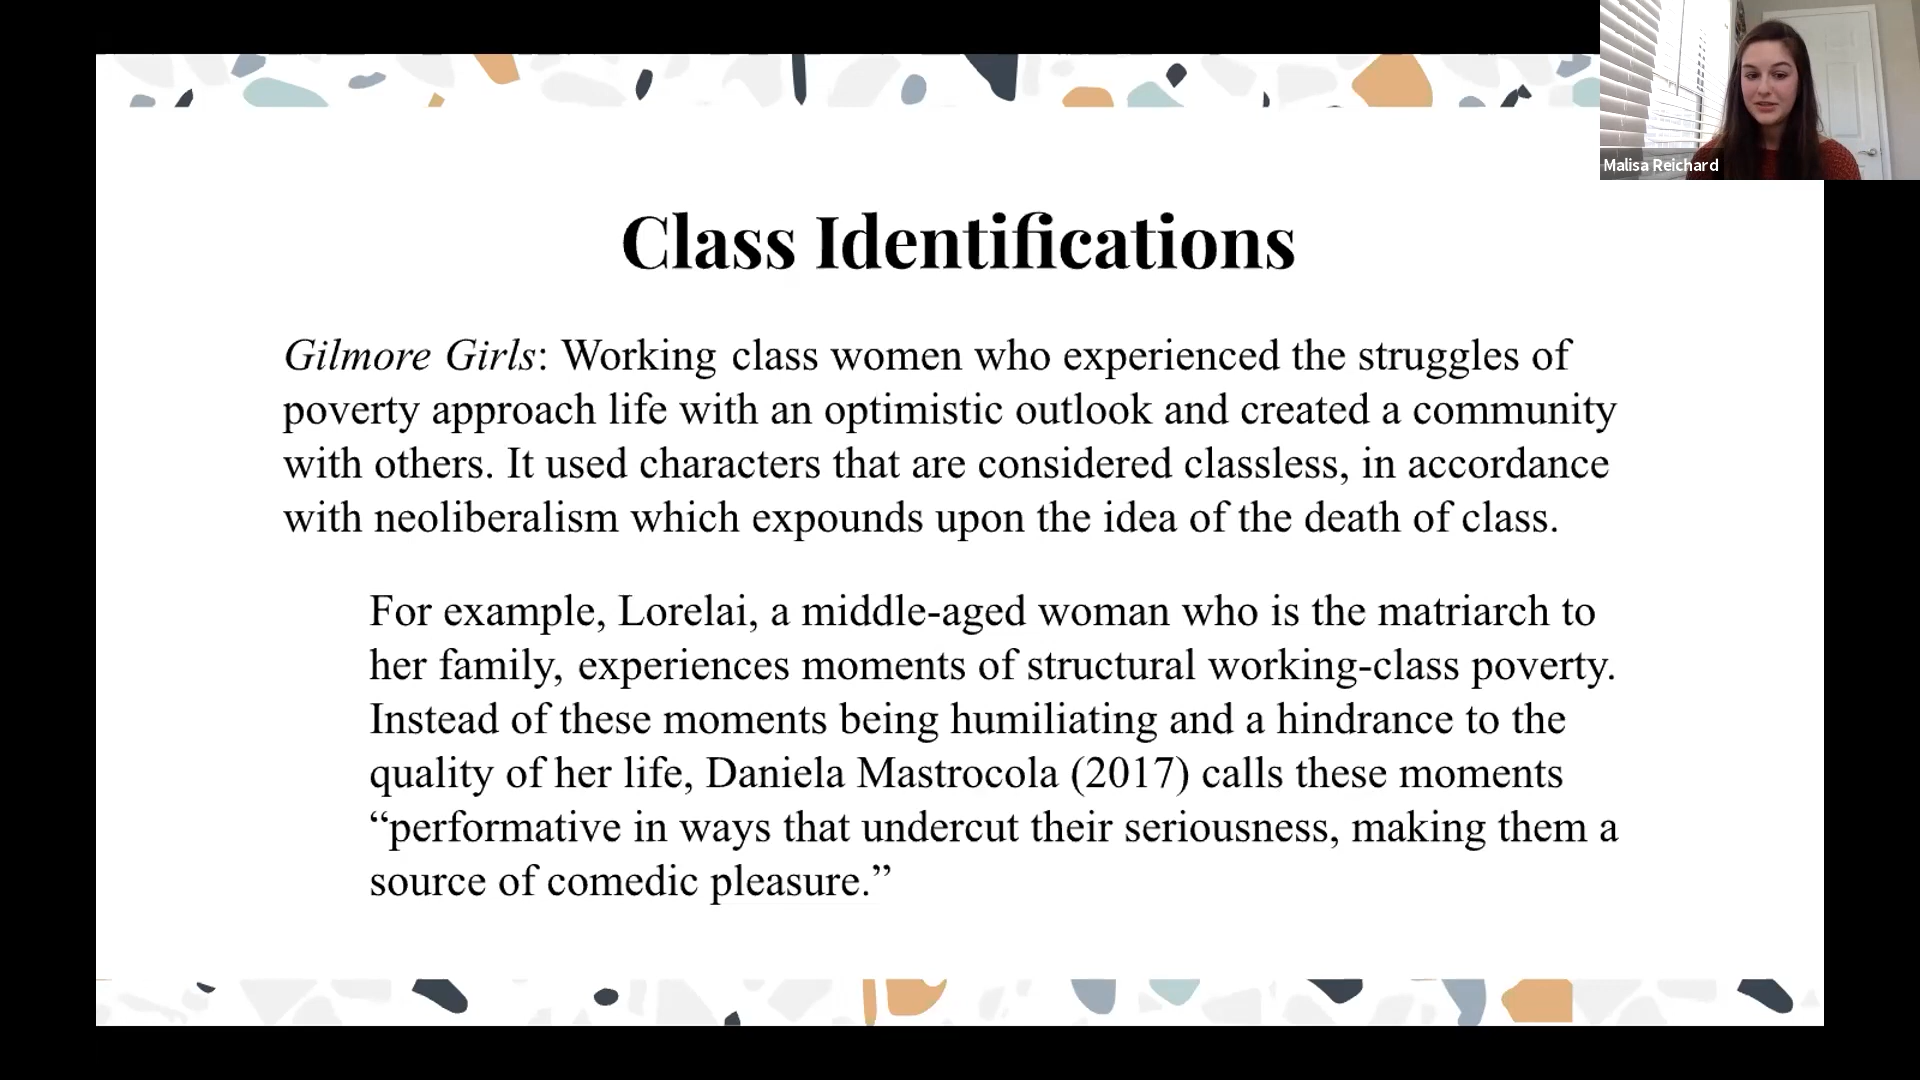 Malisa Reichard
Class Identifications
Gilmore Girls: Working class women who experienced the struggles of
poverty approach life with an optimistic outlook and created a community
with others. It used characters that are considered classless, in accordance
with neoliberalism which expounds upon the idea of the death of class.
For example, Lorelai, a middle-aged woman who is the matriarch to
her family, experiences moments of structural working-class poverty.
Instead of these moments being humiliating and a hindrance to the
quality of her life, Daniela Mastrocola (2017) calls these moments
“performative in ways that undercut their seriousness, making them a
source of comedic pleasure.”